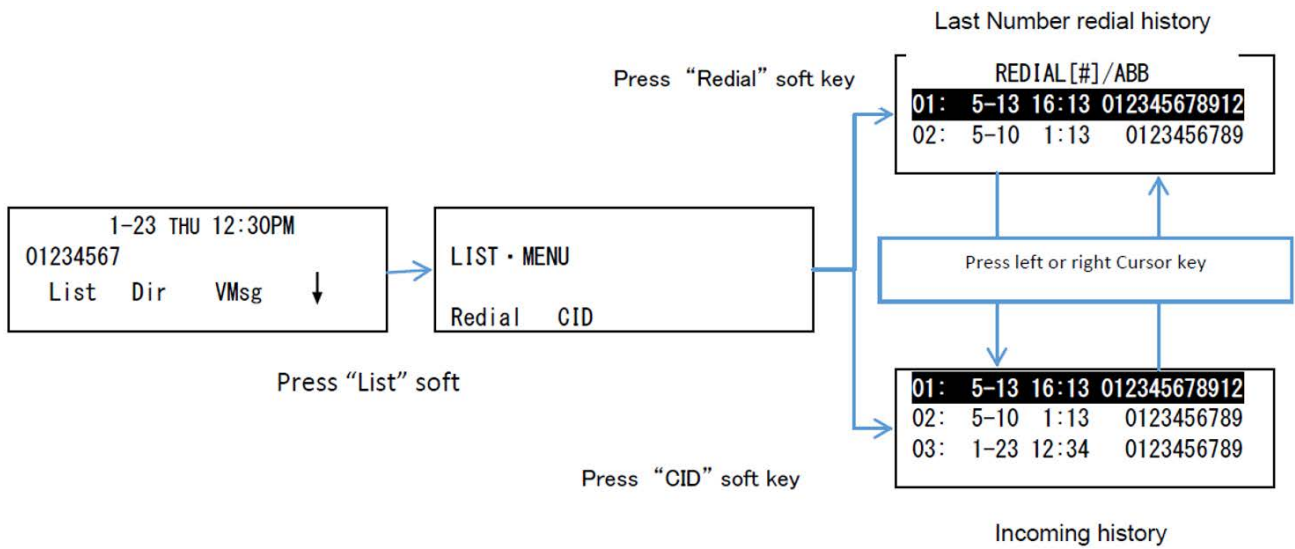 Last Number redial history
Press “Redial” soft key
REDIAL[#]/ABB
01: 5-13 16:13 012345678912
02: 5-10 1:13 0123456789
1-23 THU 12:30PM
01234567
List Dir VMsg ↓
Press “List” soft
LIST・MENU
Redial CID
Press left or right Cursor key
01: 5-13 16:13 012345678912
02: 5-10 1:13 0123456789
03: 1-23 12:34 0123456789
Press “CID” soft key
Incoming history